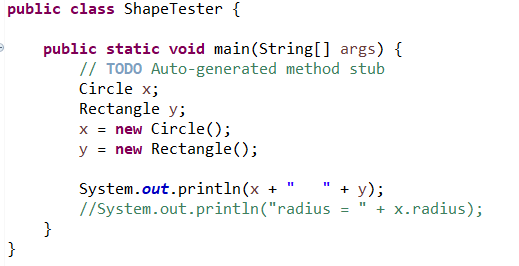 public class ShapeTester {
public static void main(String[] args) {
// TODO Auto-generated method stub
Circle x;
Rectangle y;
x = new Circle();
y = new Rectangle();
System.out.println(x + "   " + y);
//System.out.println("radius = " + x.radius);
}
}